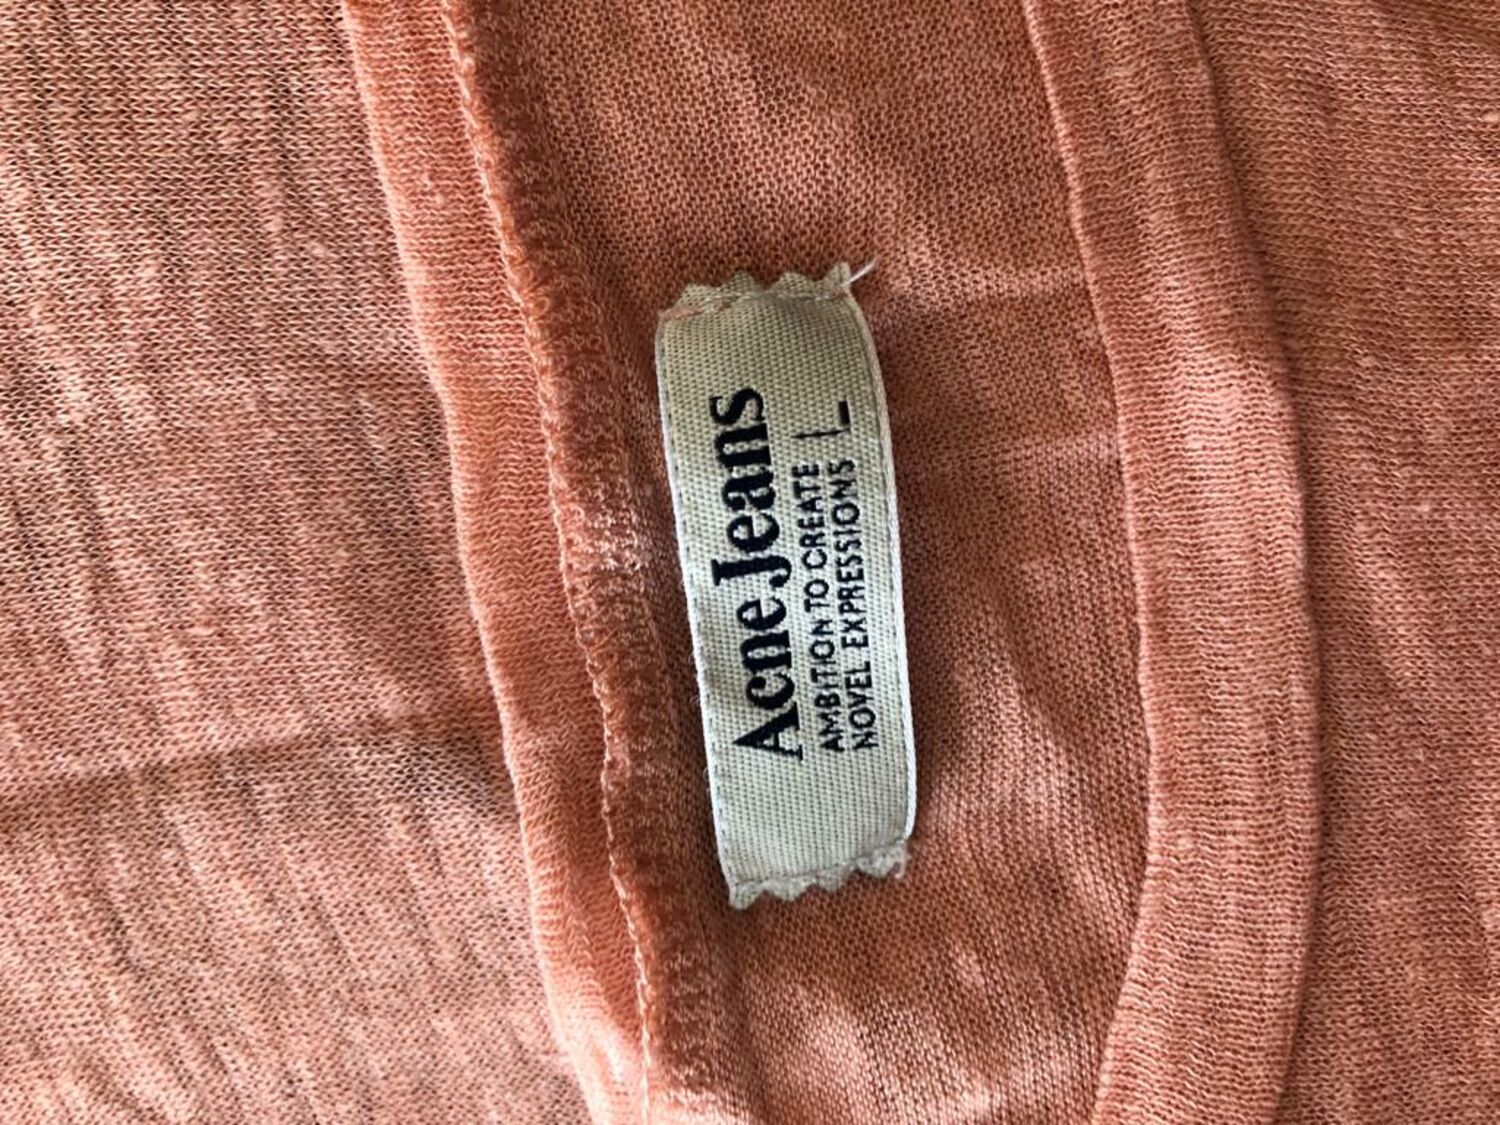 Acne Jeans
AMBITION TO CREATE
NOVEL EXPRESSIONS L